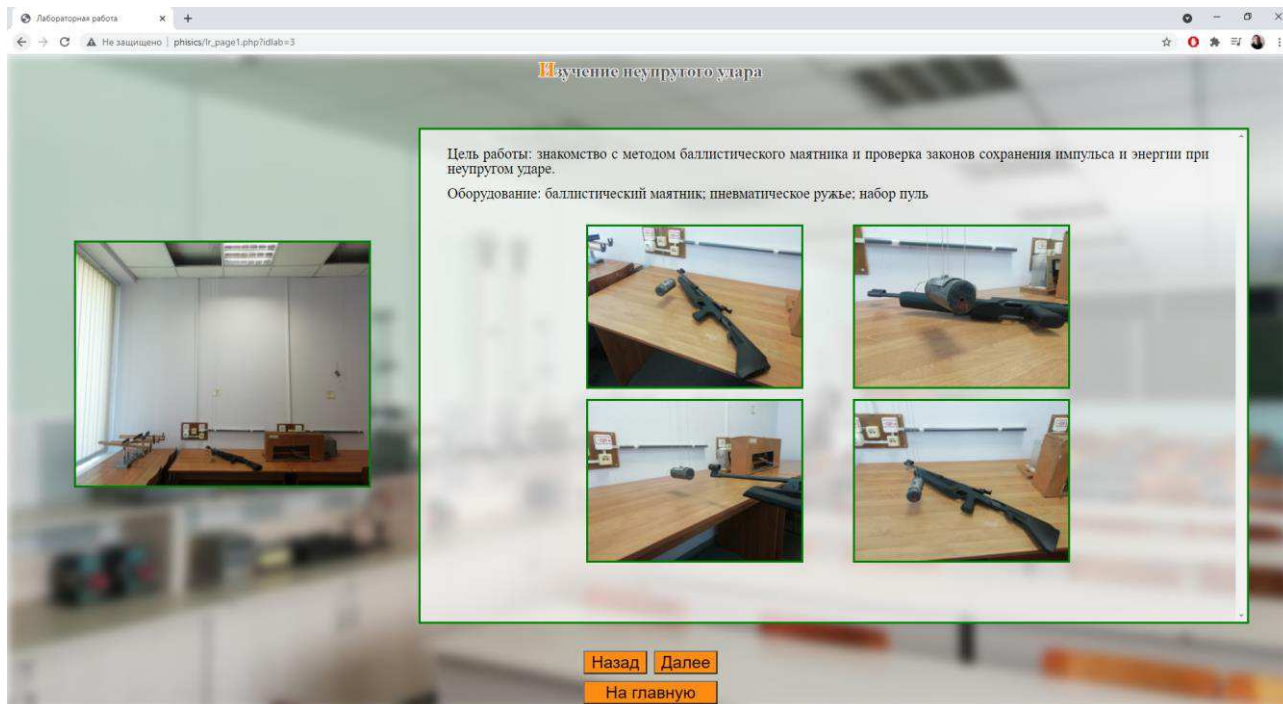 Лабораторная работа
Не защищено | phisics/lr_page1.php?idlab=3
Изучение неупругого удара
Цель работы: знакомство с методом баллистического маятника и проверка законов сохранения импульса и энергии при
неупругом ударе.
Оборудование: баллистический маятник; пневматическое ружье; набор пуль
Назад Далее
На главную